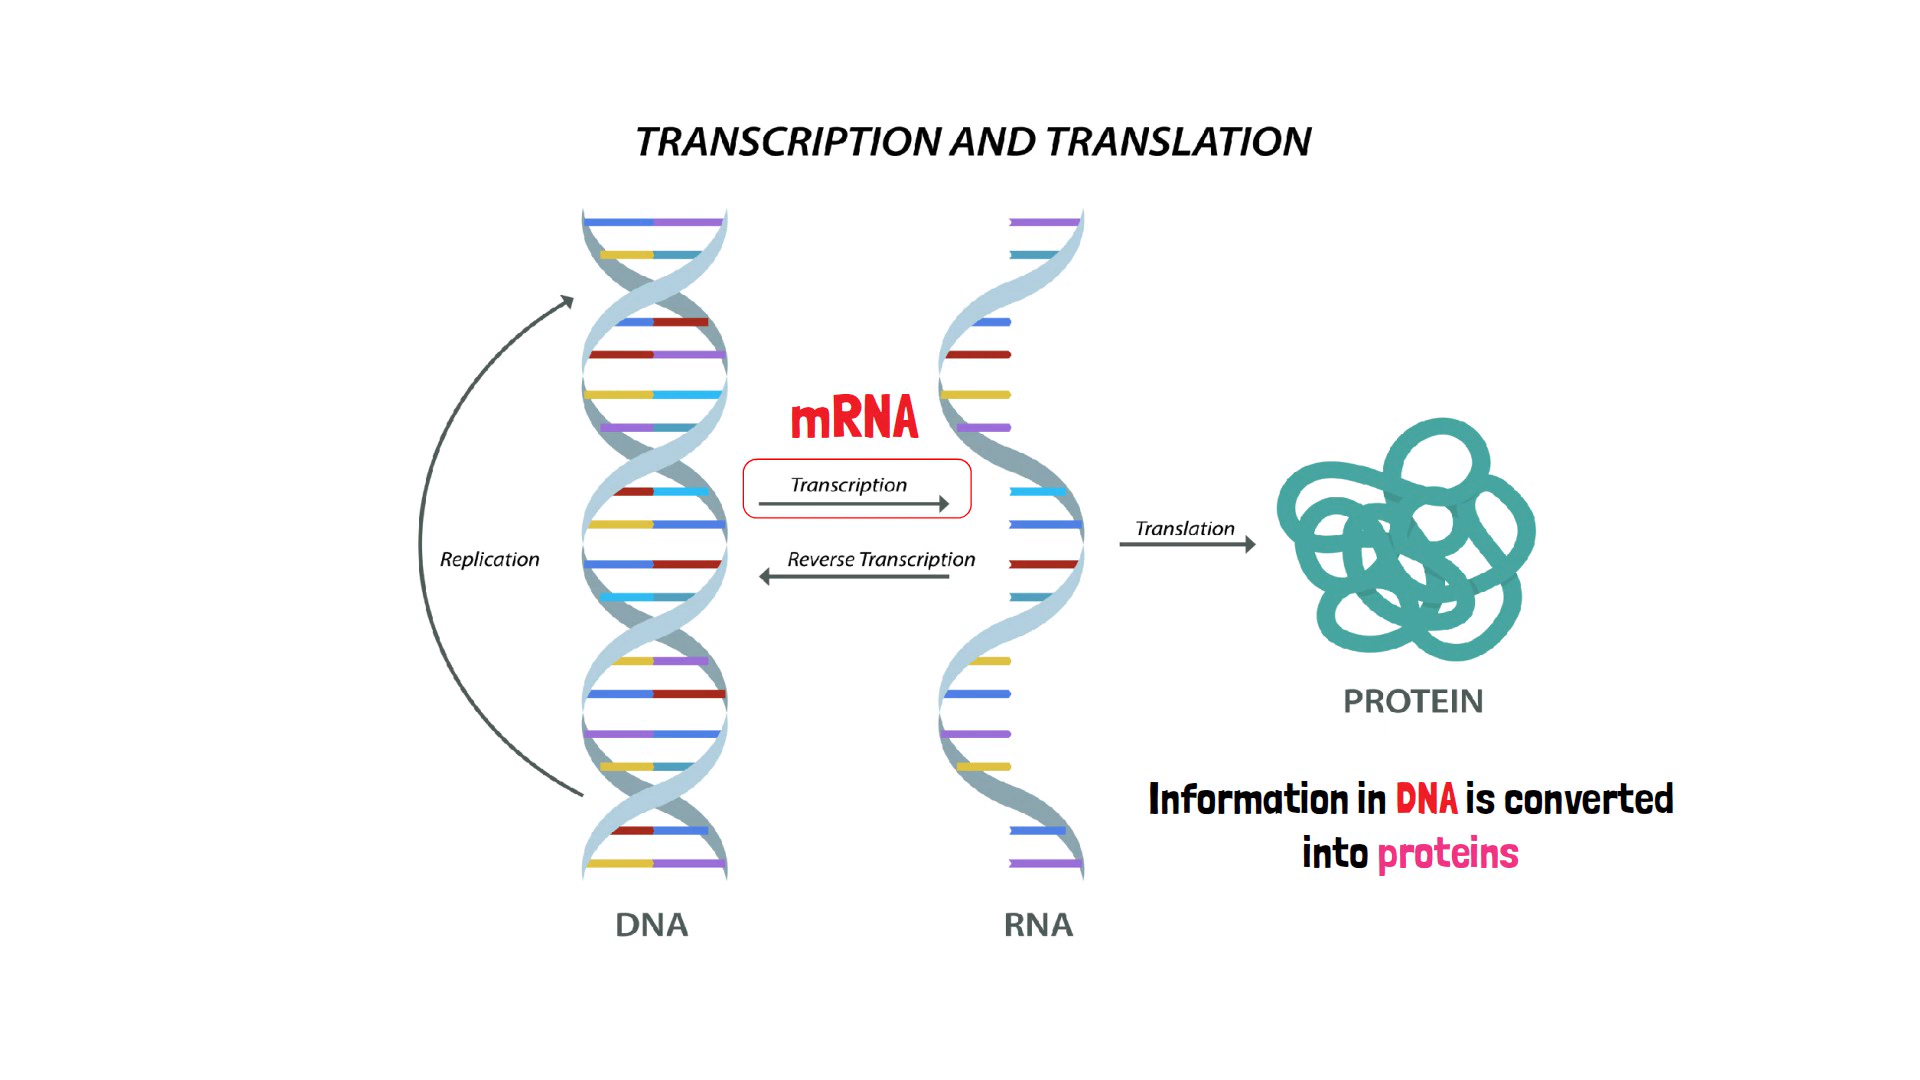 TRANSCRIPTION AND TRANSLATION
mRNA
Transcription
Reverse Transcription
Replication
Translation
PROTEIN
Information in DNA is converted
into proteins
DNA
RNA